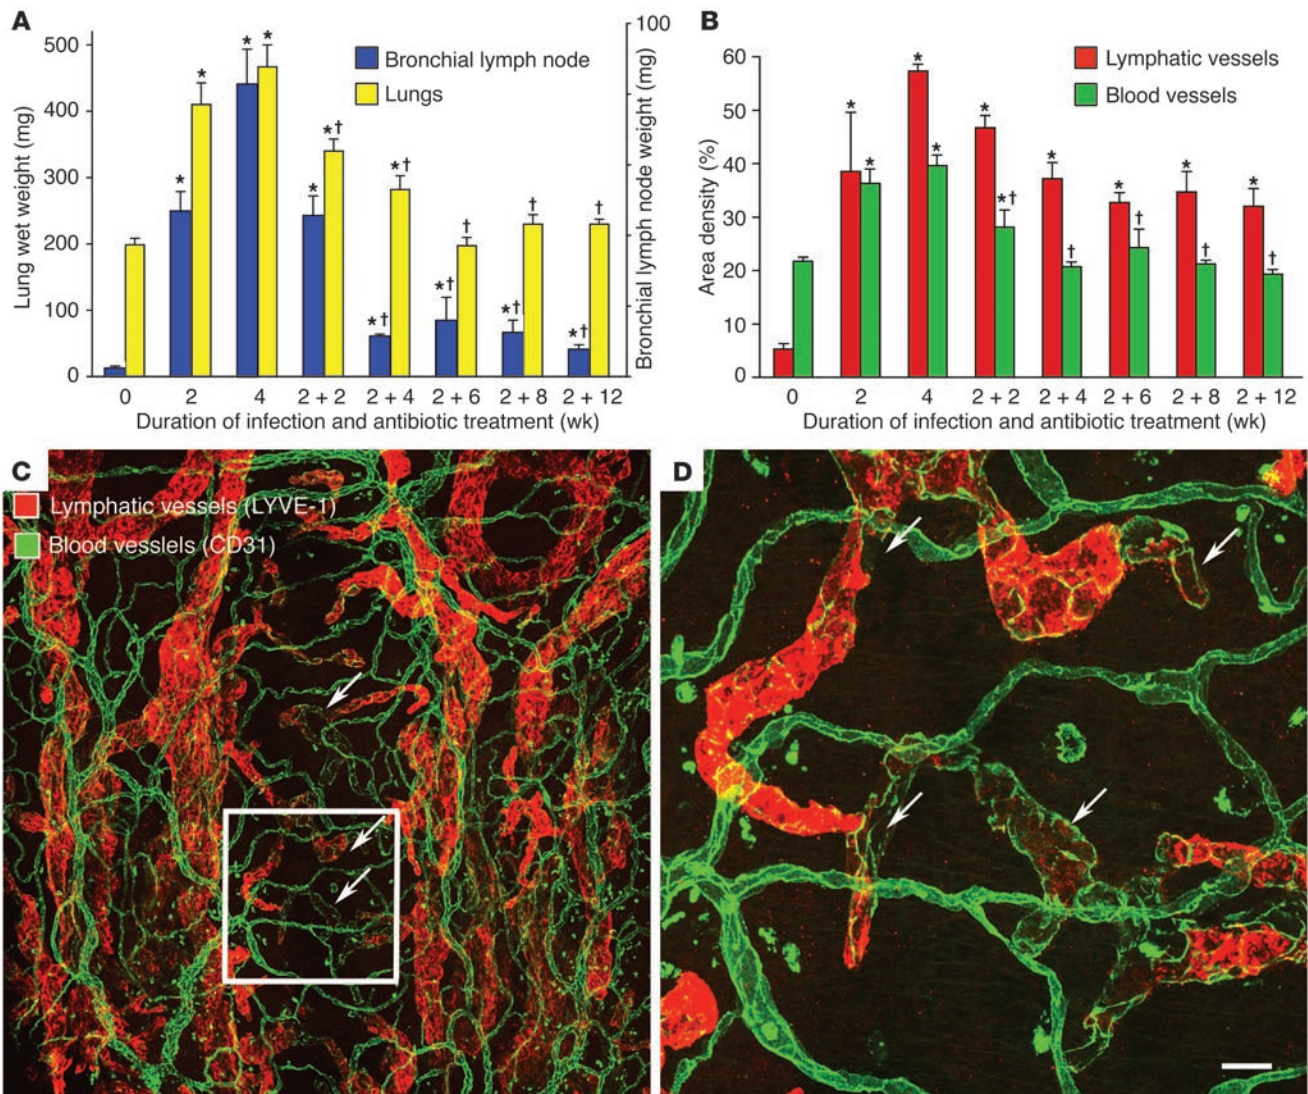 A
Lung wet weight (mg)
500
400
300
200
100
0
Bronchial lymph node
Lungs
100
Bronchial lymph node weight (mg)
* * * * * *† *† *† *† † *† † *† †
0 2 4 2 + 2 2 + 4 2 + 6 2 + 8 2 + 12
Duration of infection and antibiotic treatment (wk)
B
Area density (%)
60
50
40
30
20
10
0
Lymphatic vessels
Blood vessels
* * * * * *† * † * † * † * †
0 2 4 2 + 2 2 + 4 2 + 6 2 + 8 2 + 12
Duration of infection and antibiotic treatment (wk)
C
Lymphatic vessels (LYVE-1)
Blood vesslels (CD31)
D